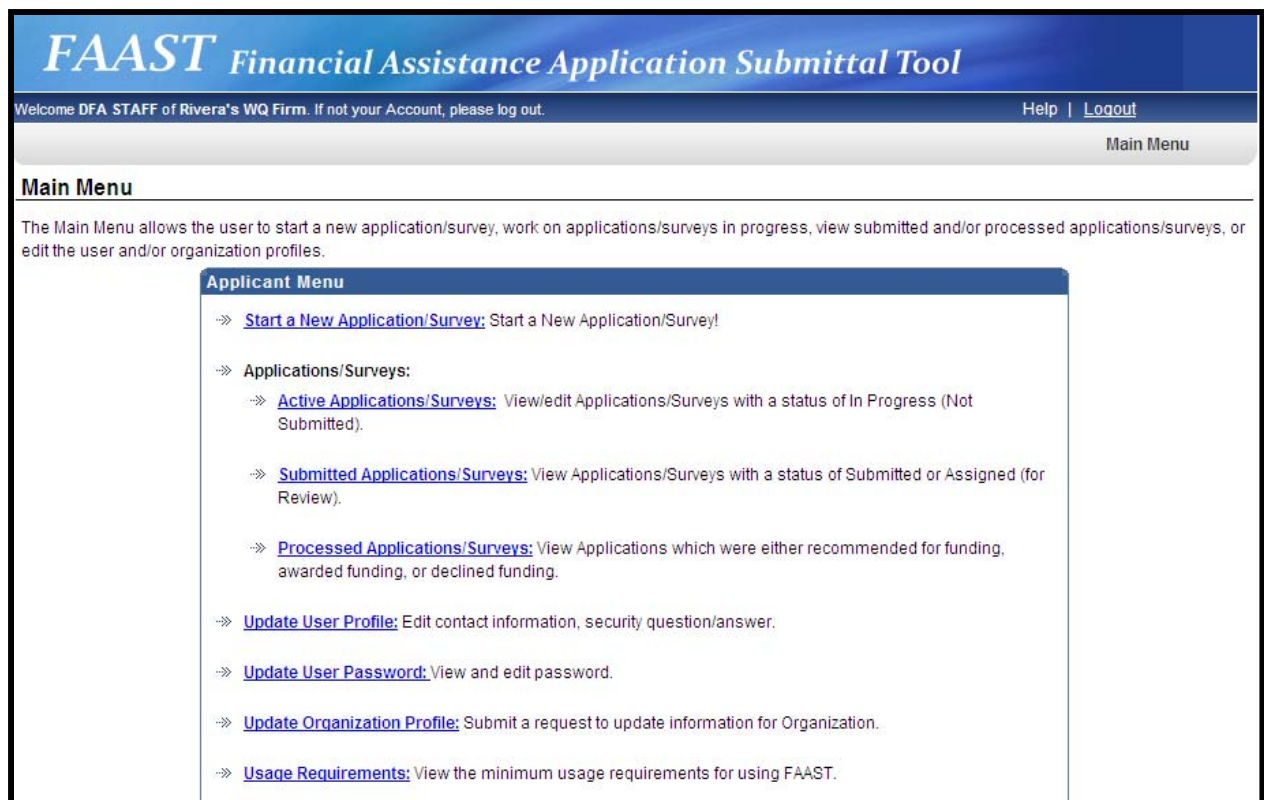 FAAST Financial Assistance Application Submittal Tool
Welcome DFA STAFF of Rivera's WQ Firm. If not your Account, please log out. Help | Logout
Main Menu
Main Menu
The Main Menu allows the user to start a new application/survey, work on applications/surveys in progress, view submitted and/or processed applications/surveys, or
edit the user and/or organization profiles.
Applicant Menu
Start a New Application/Survey: Start a New Application/Survey!
Applications/Surveys:
Active Applications/Surveys: View/edit Applications/Surveys with a status of In Progress (Not
Submitted).
Submitted Applications/Surveys: View Applications/Surveys with a status of Submitted or Assigned (for
Review).
Processed Applications/Surveys: View Applications which were either recommended for funding,
awarded funding, or declined funding.
Update User Profile: Edit contact information, security question/answer.
Update User Password: View and edit password.
Update Organization Profile: Submit a request to update information for Organization.
Usage Requirements: View the minimum usage requirements for using FAAST.